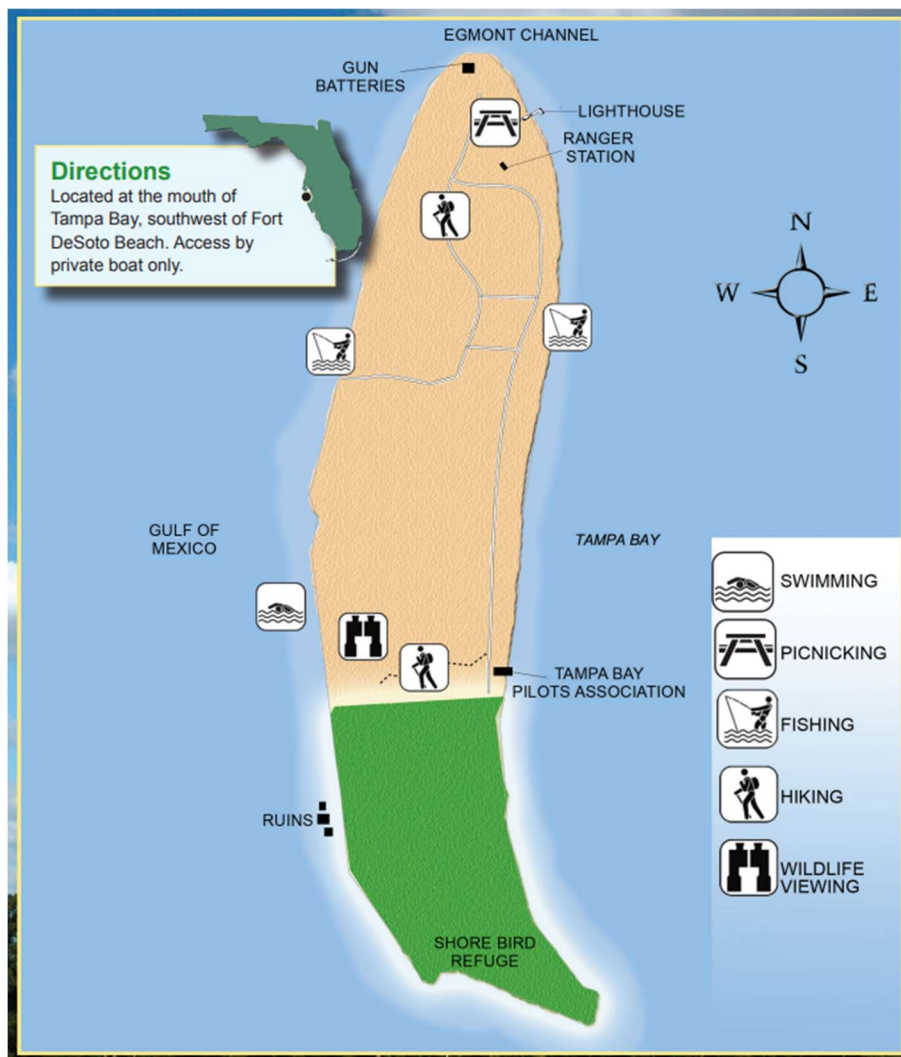 EGMONT CHANNEL
GUN
BATTERIES
LIGHTHOUSE
RANGER
STATION
Directions
Located at the mouth of
Tampa Bay, southwest of Fort
DeSoto Beach. Access by
private boat only.
N
W
E
S
GULF OF
MEXICO
TAMPA BAY
SWIMMING
PICNICKING
TAMPA BAY
PILOTS ASSOCIATION
FISHING
HIKING
RUINS
WILDLIFE
VIEWING
SHORE BIRD
REFUGE